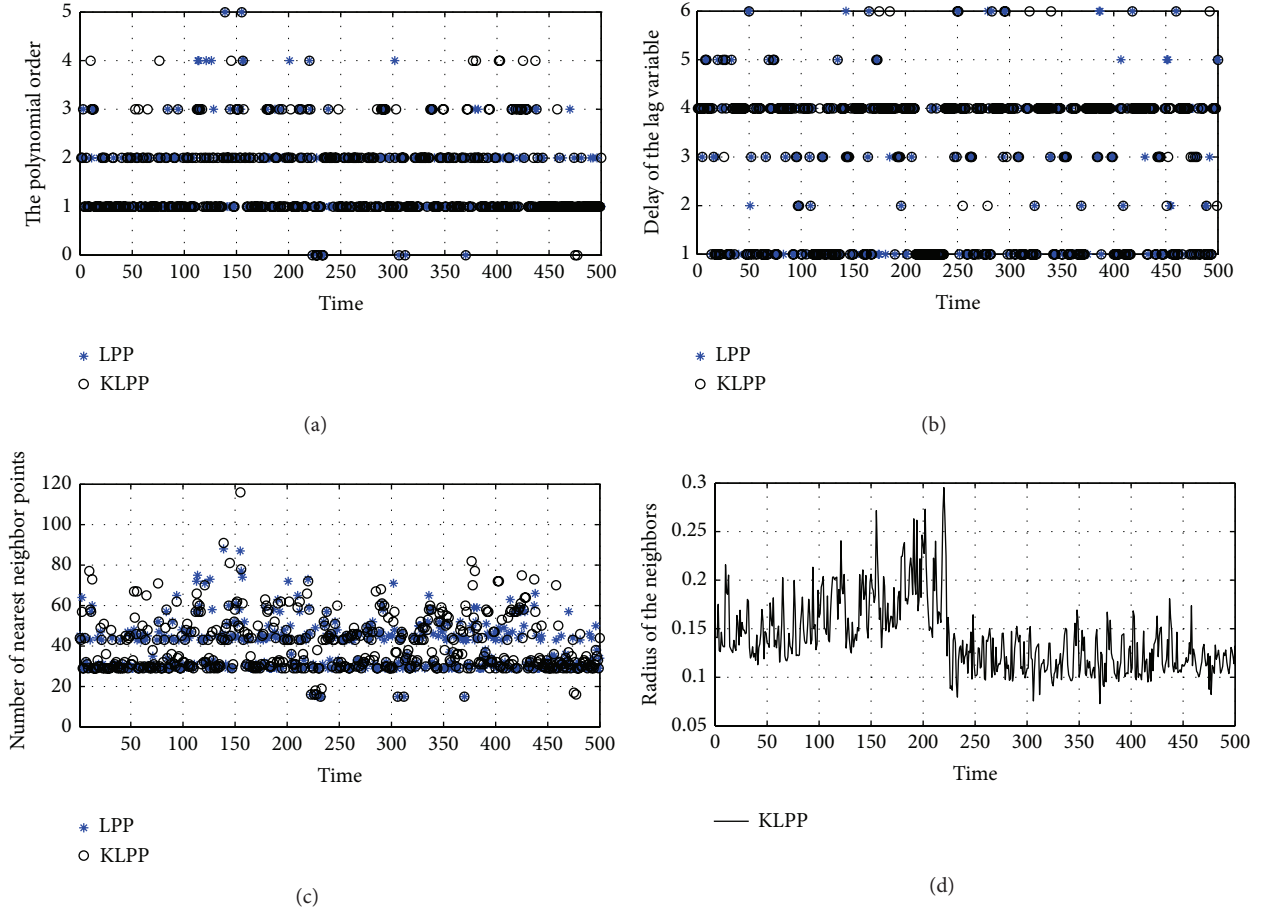 The polynomial order
5
4
3
2
1
0
0 50 100 150 200 250 300 350 400 450 500
Time
LPP
KLPP
(a)
Delay of the lag variable
6
5
4
3
2
1
0 50 100 150 200 250 300 350 400 450 500
Time
LPP
KLPP
(b)
Number of nearest neighbor points
120
100
80
60
40
20
0
50 100 150 200 250 300 350 400 450 500
Time
LPP
KLPP
(c)
Radius of the neighbors
0.3
0.25
0.2
0.15
0.1
0.05
0 50 100 150 200 250 300 350 400 450 500
Time
KLPP
(d)